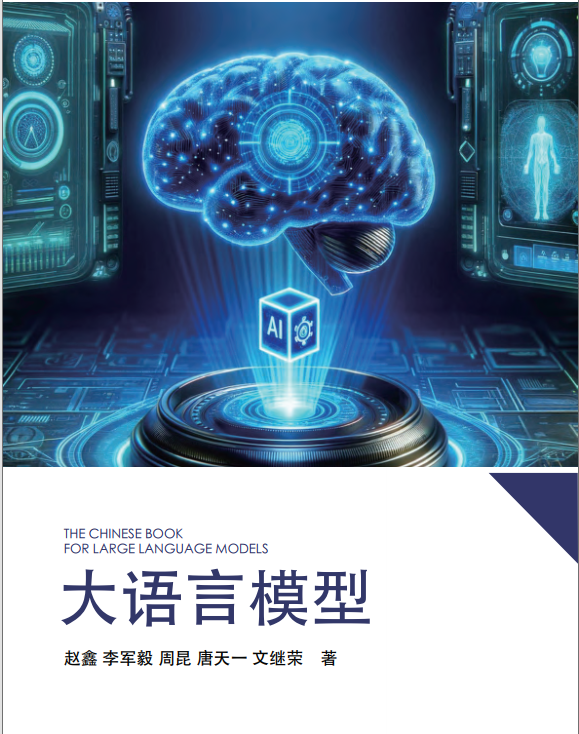 AI
THE CHINESE BOOK
FOR LARGE LANGUAGE MODELS
大语言模型
赵鑫 李军毅 周昆 唐天一 文继荣 著